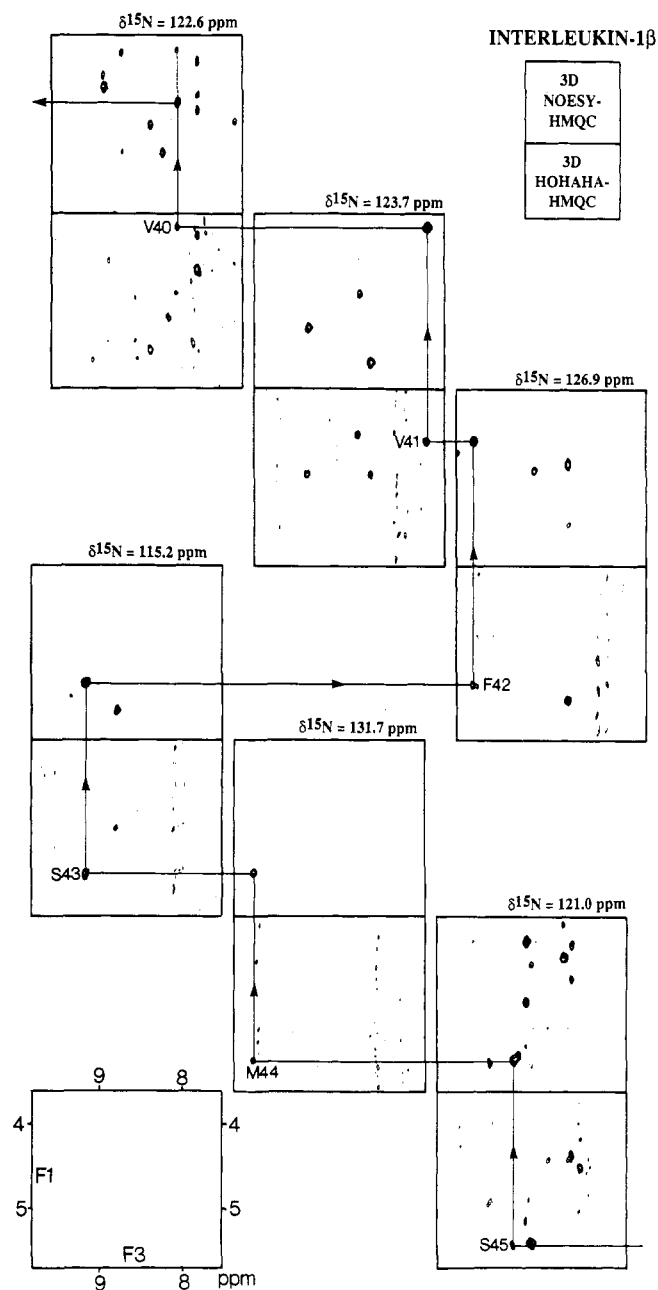 δ15N = 122.6 ppm
INTERLEUKIN-1β
3D
NOESY-
HMQC
3D
HOHAHA-
HMQC
V40
δ15N = 123.7 ppm
V41
δ15N = 126.9 ppm
δ15N = 115.2 ppm
F42
δ15N = 131.7 ppm
S43
δ15N = 121.0 ppm
M44
9 8
4 4
F1
5 5
F3
9 8 ppm
S45